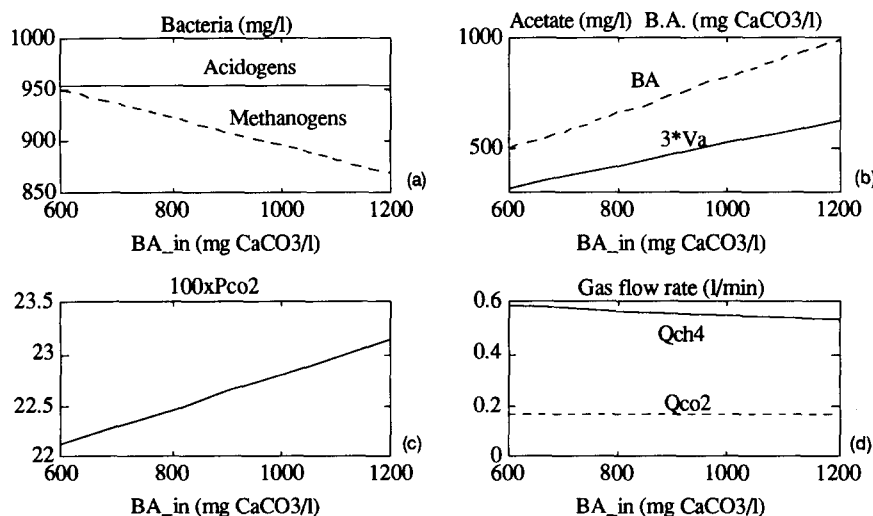 Bacteria (mg/l)
1000
950
900
850
Acidogens
Methanogens
(a)
600 800 1000 1200
BA_in (mg CaCO3/l)
Acetate (mg/l) B.A. (mg CaCO3/l)
1000
500
BA
3*Va
(b)
600 800 1000 1200
BA_in (mg CaCO3/l)
100xPco2
23.5
23
22.5
22
(c)
600 800 1000 1200
BA_in (mg CaCO3/l)
Gas flow rate (l/min)
0.6
0.4
0.2
0
Qch4
Qco2
(d)
600 800 1000 1200
BA_in (mg CaCO3/l)